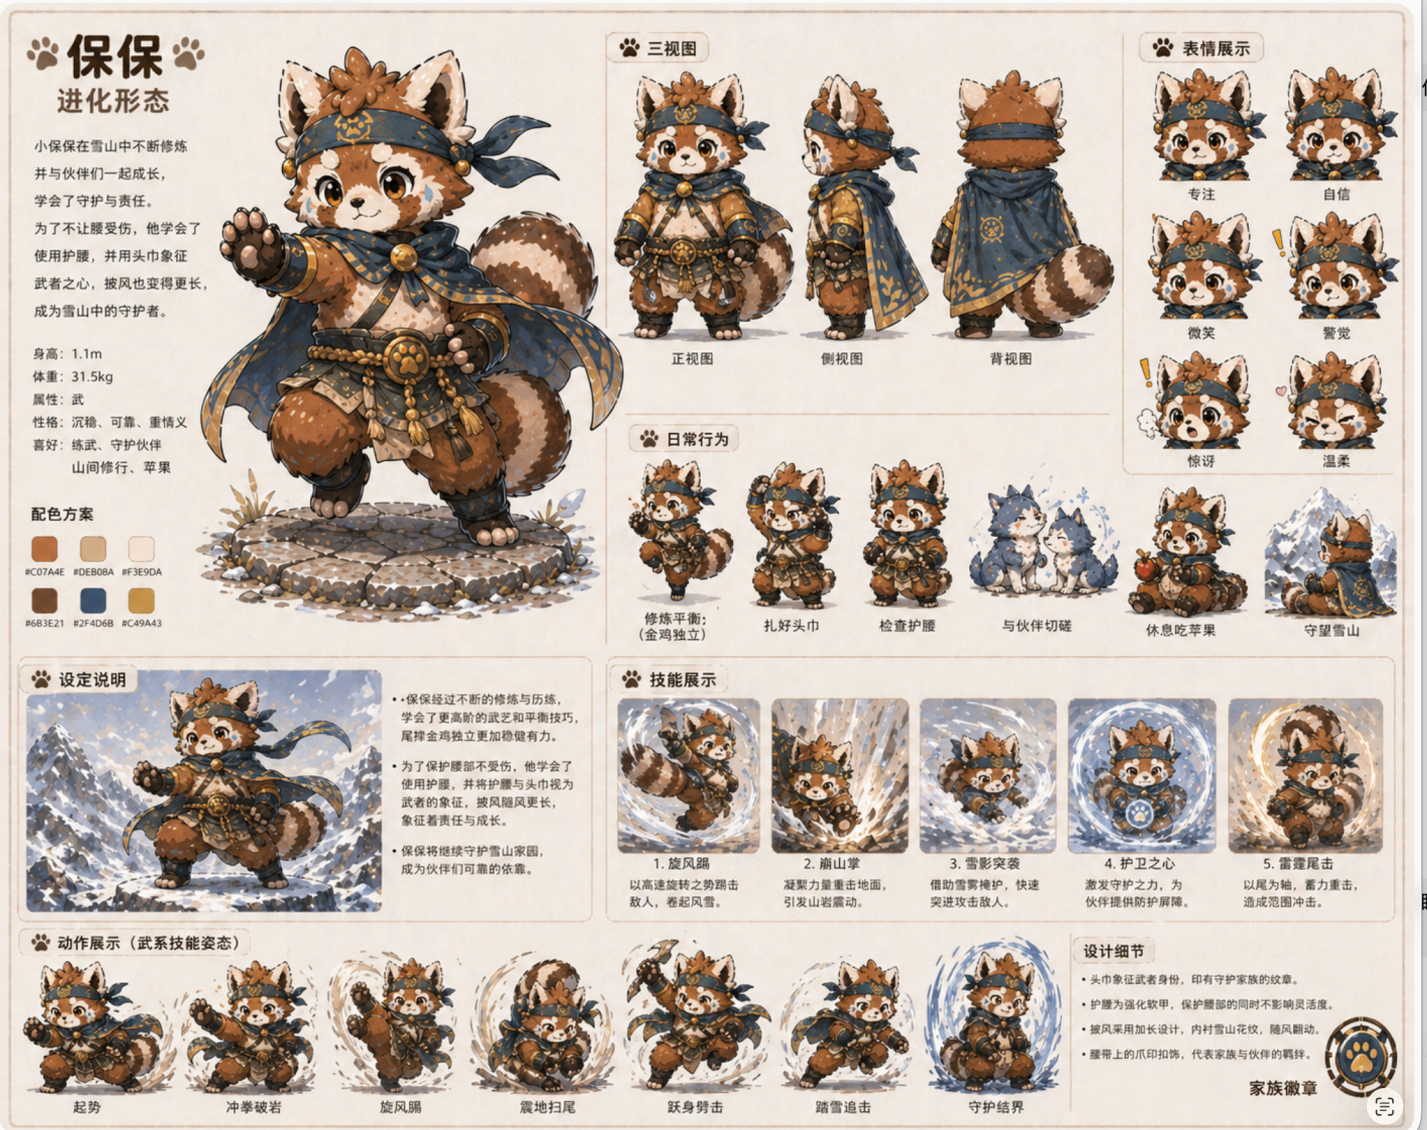 保保
进化形态
小保保在雪山中不断修炼
并与伙伴们一起成长，
学会了守护与责任。
为了不让腰受伤，他学会了
使用护腰，并用头巾象征
武者之心，披风也变得更长，
成为雪山中的守护者。
身高：1.1m
体重：31.5kg
属性：武
性格：沉稳、可靠、重情义
喜好：练武、守护伙伴
山间修行、苹果
配色方案
#C07A4E #DEB08A #F3E9DA
#6B3E21 #2F4D6B #C49A43
三视图
正视图
侧视图
背视图
表情展示
专注
自信
微笑
警觉
惊讶
温柔
日常行为
修炼平衡；
（金鸡独立）
扎好头巾
检查护腰
与伙伴切磋
休息吃苹果
守望雪山
设定说明
• ·保保经过不断的修炼与历练，
学会了更高阶的武艺和平衡技巧，
尾摔金鸡独立更加稳健有力。
• 为了保护腰部不受伤，他学会了
使用护腰，并将护腰与头巾视为
武者的象征，披风随风更长，
象征着责任与成长。
• 保保将继续守护雪山家园，
成为伙伴们可靠的依靠。
技能展示
1. 旋风踢
以高速旋转之势踢击
敌人，卷起风雪。
2. 崩山掌
凝聚力量重击地面，
引发山岩震动。
3. 雪影突袭
借助雪雾掩护，快速
突进攻击敌人。
4. 护卫之心
激发守护之力，为
伙伴提供防护屏障。
5. 雷霆尾击
以尾为轴，蓄力重击，
造成范围冲击。
动作展示（武系技能姿态）
起势
冲拳破岩
旋风踢
震地扫尾
跃身劈击
踏雪追击
守护结界
设计细节
• 头巾象征武者身份，印有守护家族的纹章。
• 护腰为强化软甲，保护腰部的同时不影响灵活度。
• 披风采用加长设计，内衬雪山花纹，随风翻动。
• 腰带上的爪印扣饰，代表家族与伙伴的羁绊。
家族徽章